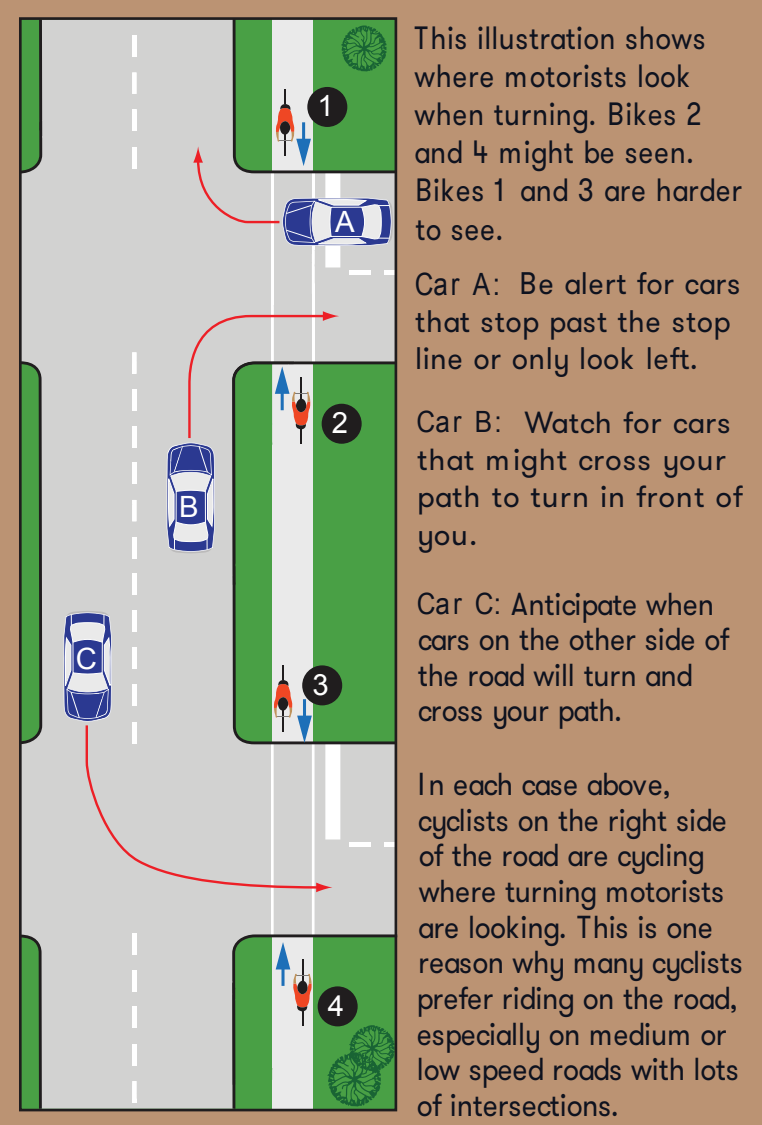 This illustration shows
where motorists look
when turning. Bikes 2
and 4 might be seen.
Bikes 1 and 3 are harder
to see.
Car A: Be alert for cars
that stop past the stop
line or only look left.
Car B: Watch for cars
that might cross your
path to turn in front of
you.
Car C: Anticipate when
cars on the other side of
the road will turn and
cross your path.
In each case above,
cyclists on the right side
of the road are cycling
where turning motorists
are looking. This is one
reason why many cyclists
prefer riding on the road,
especially on medium or
low speed roads with lots
of intersections.
1
A
2
B
C
3
4